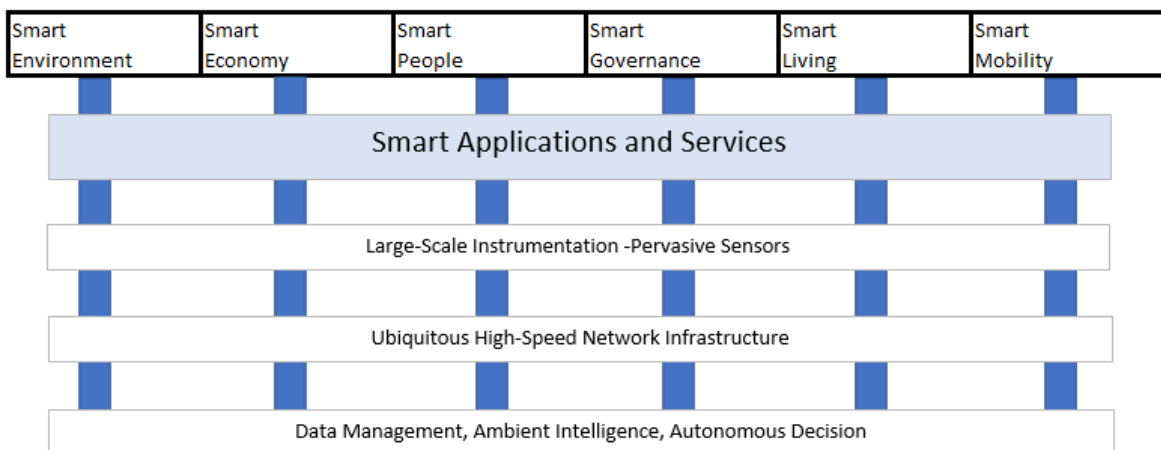 Smart
Environment
Smart
Economy
Smart
People
Smart
Governance
Smart
Living
Smart
Mobility
Smart Applications and Services
Large-Scale Instrumentation -Pervasive Sensors
Ubiquitous High-Speed Network Infrastructure
Data Management, Ambient Intelligence, Autonomous Decision